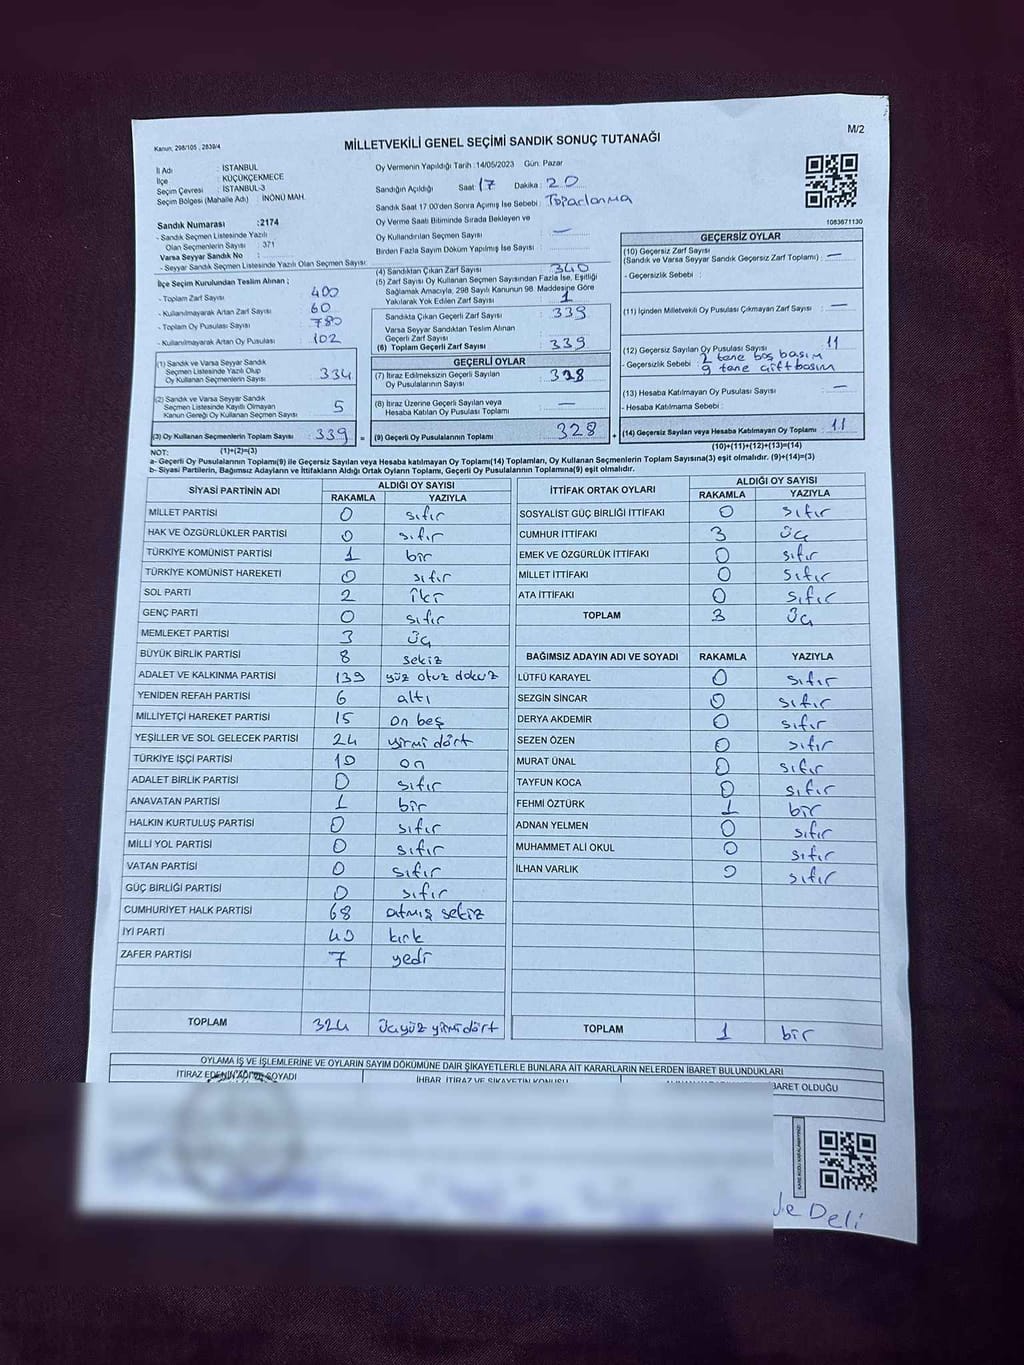 Kanun; 298/105 , 2839/4
MİLLETVEKİLİ GENEL SEÇİMİ SANDIK SONUÇ TUTANAĞI
M/2
İl Adı : İSTANBUL
İlçe : KÜÇÜKÇEKMECE
Seçim Çevresi : İSTANBUL-3
Seçim Bölgesi (Mahalle Adı) : İNÖNÜ MAH.
Oy Vermenin Yapıldığı Tarih :14/05/2023 Gün: Pazar
Sandığın Açıldığı Saat: 17 Dakika : 20
Sandık Saat 17.00'den Sonra Açılmış İse Sebebi : Toparlanma
1083671130
Sandık Numarası :2174
- Sandık Seçmen Listesinde Yazılı
Olan Seçmenlerin Sayısı : 371
Varsa Seyyar Sandık No :
- Seyyar Sandık Seçmen Listesinde Yazılı Olan Seçmen Sayısı:
Oy Verme Saati Bitiminde Sırada Bekleyen ve
Oy Kullandırılan Seçmen Sayısı : —
Birden Fazla Sayım Döküm Yapılmış İse Sayısı :
İlçe Seçim Kurulundan Teslim Alınan ;
- Toplam Zarf Sayısı : 400
- Kullanılmayarak Artan Zarf Sayısı : 60
- Toplam Oy Pusulası Sayısı : 780
- Kullanılmayarak Artan Oy Pusulası : 102
(4) Sandıktan Çıkan Zarf Sayısı : 340
(5) Zarf Sayısı Oy Kullanan Seçmen Sayısından Fazla İse, Eşitliği
Sağlamak Amacıyla, 298 Sayılı Kanunun 98. Maddesine Göre
Yakılarak Yok Edilen Zarf Sayısı : 1
Sandıkta Çıkan Geçerli Zarf Sayısı : 339
Varsa Seyyar Sandıktan Teslim Alınan
Geçerli Zarf Sayısı :
(6) Toplam Geçerli Zarf Sayısı : 339
(1) Sandık ve Varsa Seyyar Sandık
Seçmen Listesinde Yazılı Olup
Oy Kullanan Seçmenlerin Sayısı : 334
(2) Sandık ve Varsa Seyyar Sandık
Seçmen Listesinde Kayıtlı Olmayan
Kanun Gereği Oy Kullanan Seçmen Sayısı : 5
(3) Oy Kullanan Seçmenlerin Toplam Sayısı : 339 =
(1)+(2)=(3)
GEÇERLİ OYLAR
(7) İtiraz Edilmeksizin Geçerli Sayılan
Oy Pusulalarının Sayısı : 328
(8) İtiraz Üzerine Geçerli Sayılan veya
Hesaba Katılan Oy Pusulası Toplamı : —
(9) Geçerli Oy Pusulalarının Toplamı : 328 +
GEÇERSİZ OYLAR
(10) Geçersiz Zarf Sayısı
(Sandık ve Varsa Seyyar Sandık Geçersiz Zarf Toplamı) : —
- Geçersizlik Sebebi :
(11) İçinden Milletvekili Oy Pusulası Çıkmayan Zarf Sayısı : —
(12) Geçersiz Sayılan Oy Pusulası Sayısı : 11
- Geçersizlik Sebebi : 2 tane boş basım
9 tane çift basım
(13) Hesaba Katılmayan Oy Pusulası Sayısı : —
- Hesaba Katılmama Sebebi :
(14) Geçersiz Sayılan veya Hesaba Katılmayan Oy Toplamı : 11
(10)+(11)+(12)+(13)=(14)
NOT:
a- Geçerli Oy Pusulalarının Toplamı(9) ile Geçersiz Sayılan veya Hesaba katılmayan Oy Toplamı(14) Toplamları, Oy Kullanan Seçmenlerin Toplam Sayısına(3) eşit olmalıdır. (9)+(14)=(3)
b- Siyasi Partilerin, Bağımsız Adayların ve İttifakların Aldığı Ortak Oyların Toplamı, Geçerli Oy Pusulalarının Toplamına(9) eşit olmalıdır.
SİYASİ PARTİNİN ADI ALDIĞI OY SAYISI
RAKAMLA YAZIYLA
MİLLET PARTİSİ 0 sıfır
HAK VE ÖZGÜRLÜKLER PARTİSİ 0 sıfır
TÜRKİYE KOMÜNİST PARTİSİ 1 bir
TÜRKİYE KOMÜNİST HAREKETİ 0 sıfır
SOL PARTİ 2 iki
GENÇ PARTİ 0 sıfır
MEMLEKET PARTİSİ 3 üç
BÜYÜK BİRLİK PARTİSİ 8 sekiz
ADALET VE KALKINMA PARTİSİ 139 yüz otuz dokuz
YENİDEN REFAH PARTİSİ 6 altı
MİLLİYETÇİ HAREKET PARTİSİ 15 on beş
YEŞİLLER VE SOL GELECEK PARTİSİ 24 yirmi dört
TÜRKİYE İŞÇİ PARTİSİ 10 on
ADALET BİRLİK PARTİSİ 0 sıfır
ANAVATAN PARTİSİ 1 bir
HALKIN KURTULUŞ PARTİSİ 0 sıfır
MİLLİ YOL PARTİSİ 0 sıfır
VATAN PARTİSİ 0 sıfır
GÜÇ BİRLİĞİ PARTİSİ 0 sıfır
CUMHURİYET HALK PARTİSİ 68 atmış sekiz
İYİ PARTİ 40 kırk
ZAFER PARTİSİ 7 yedi
TOPLAM 324 üçyüz yirmi dört
İTTİFAK ORTAK OYLARI ALDIĞI OY SAYISI
RAKAMLA YAZIYLA
SOSYALİST GÜÇ BİRLİĞİ İTTİFAKI 0 sıfır
CUMHUR İTTİFAKI 3 üç
EMEK VE ÖZGÜRLÜK İTTİFAKI 0 sıfır
MİLLET İTTİFAKI 0 sıfır
ATA İTTİFAKI 0 sıfır
TOPLAM 3 üç
BAĞIMSIZ ADAYIN ADI VE SOYADI RAKAMLA YAZIYLA
LÜTFÜ KARAYEL 0 sıfır
SEZGİN SİNCAR 0 sıfır
DERYA AKDEMİR 0 sıfır
SEZEN ÖZEN 0 sıfır
MURAT ÜNAL 0 sıfır
TAYFUN KOCA 0 sıfır
FEHMİ ÖZTÜRK 1 bir
ADNAN YELMEN 0 sıfır
MUHAMMET ALİ OKUL 0 sıfır
İLHAN VARLIK 0 sıfır
TOPLAM 1 bir
OYLAMA İŞ VE İŞLEMLERİNE VE OYLARIN SAYIM DÖKÜMÜNE DAİR ŞİKAYETLERLE BUNLARA AİT KARARLARIN NELERDEN İBARET BULUNDUKLARI
İTİRAZ EDENİN ADI VE SOYADI İHBAR, İTİRAZ VE ŞİKAYETİN KONUSU BARET OLDUĞU
Deli